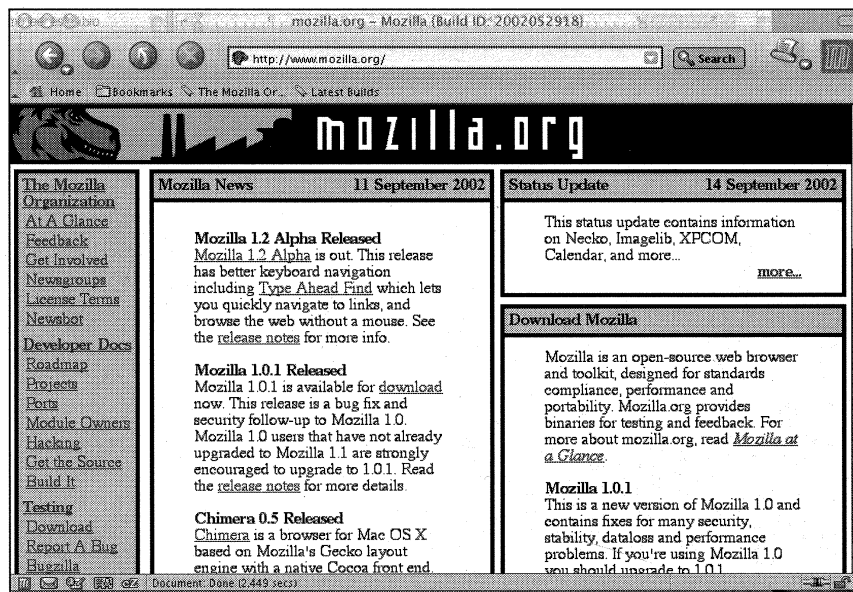 mozilla.org – Mozilla {Build ID: 2002052918}
http://www.mozilla.org/
Search
Home
Bookmarks
The Mozilla Or...
Latest Builds
mozilla.org
The Mozilla
Organization
At A Glance
Feedback
Get Involved
Newsgroups
License Terms
Newsbot
Developer Docs
Roadmap
Projects
Ports
Module Owners
Hacking
Get the Source
Build It
Testing
Download
Report A Bug
Bugzilla
Mozilla News 11 September 2002
Mozilla 1.2 Alpha Released
Mozilla 1.2 Alpha is out. This release
has better keyboard navigation
including Type Ahead Find which lets
you quickly navigate to links, and
browse the web without a mouse. See
the release notes for more info.
Mozilla 1.0.1 Released
Mozilla 1.0.1 is available for download
now. This release is a bug fix and
security follow-up to Mozilla 1.0.
Mozilla 1.0 users that have not already
upgraded to Mozilla 1.1 are strongly
encouraged to upgrade to 1.0.1. Read
the release notes for more details.
Chimera 0.5 Released
Chimera is a browser for Mac OS X
based on Mozilla's Gecko layout
engine with a native Cocoa front end.
Status Update 14 September 2002
This status update contains information
on Necko, Imagelib, XPCOM,
Calendar, and more...
more...
Download Mozilla
Mozilla is an open-source web browser
and toolkit, designed for standards
compliance, performance and
portability. Mozilla.org provides
binaries for testing and feedback. For
more about mozilla.org, read Mozilla at
a Glance.
Mozilla 1.0.1
This is a new version of Mozilla 1.0 and
contains fixes for many security,
stability, dataloss and performance
problems. If you're using Mozilla 1.0
you should upgrade to 1.0.1
Document: Done (2.449 secs)